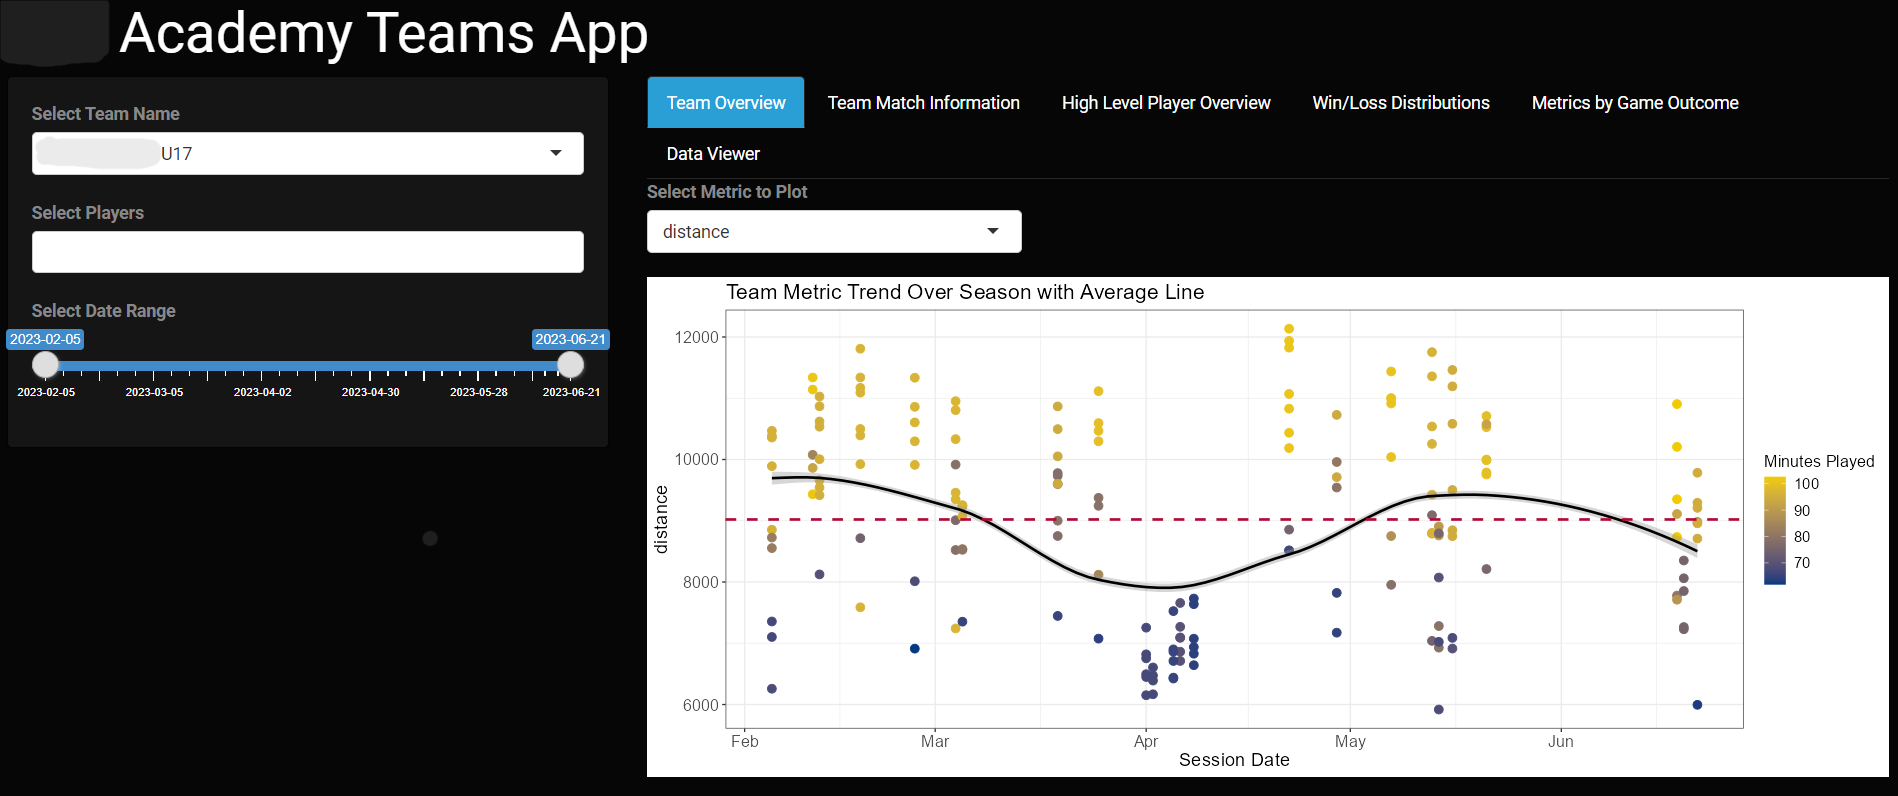 Academy Teams App
Select Team Name
U17
Select Players
Select Date Range
2023-02-05 2023-06-21
2023-02-05 2023-03-05 2023-04-02 2023-04-30 2023-05-28 2023-06-21
Team Overview Team Match Information High Level Player Overview Win/Loss Distributions Metrics by Game Outcome
Data Viewer
Select Metric to Plot
distance
Team Metric Trend Over Season with Average Line
12000
10000
8000
6000
distance
Feb Mar Apr May Jun
Session Date
Minutes Played
100
90
80
70